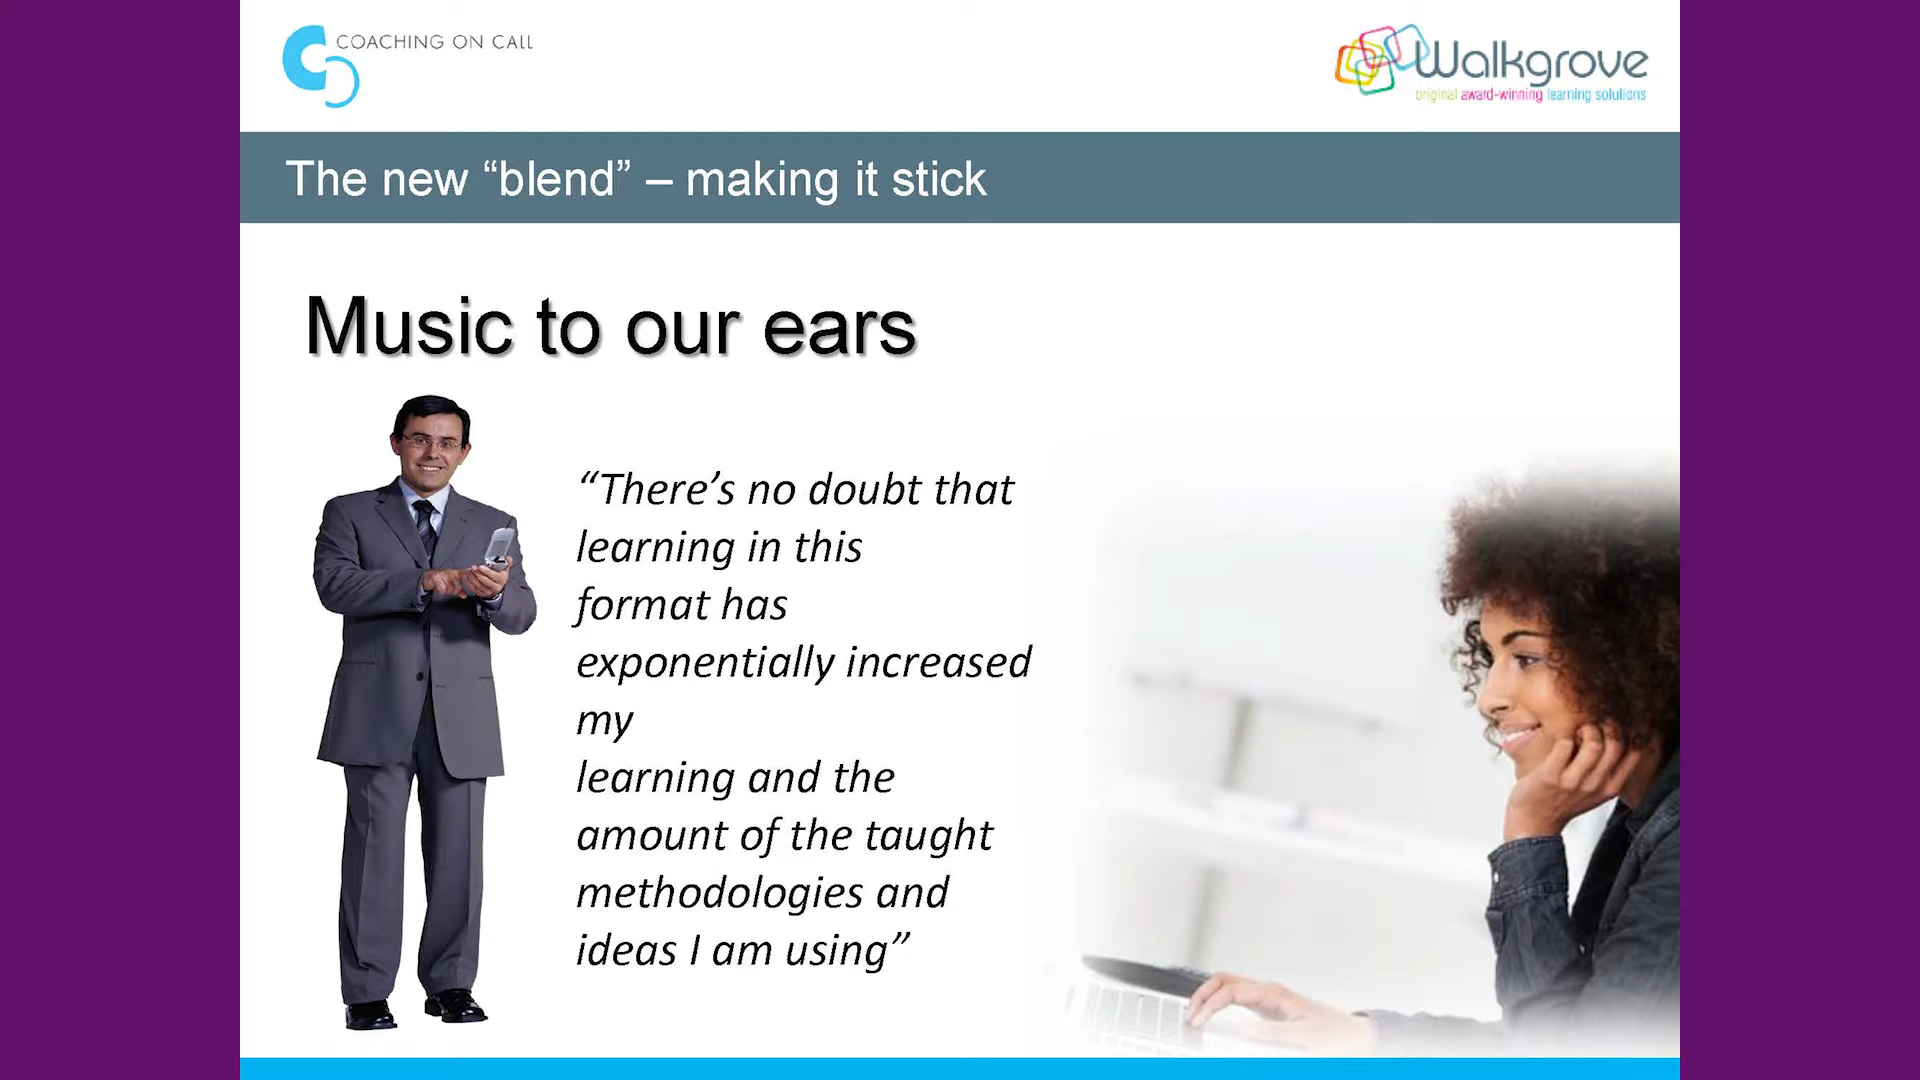 COACHING ON CALL
Walkgrove
original award-winning learning solutions
The new “blend” – making it stick
Music to our ears
“There’s no doubt that
learning in this
format has
exponentially increased
my
learning and the
amount of the taught
methodologies and
ideas I am using”